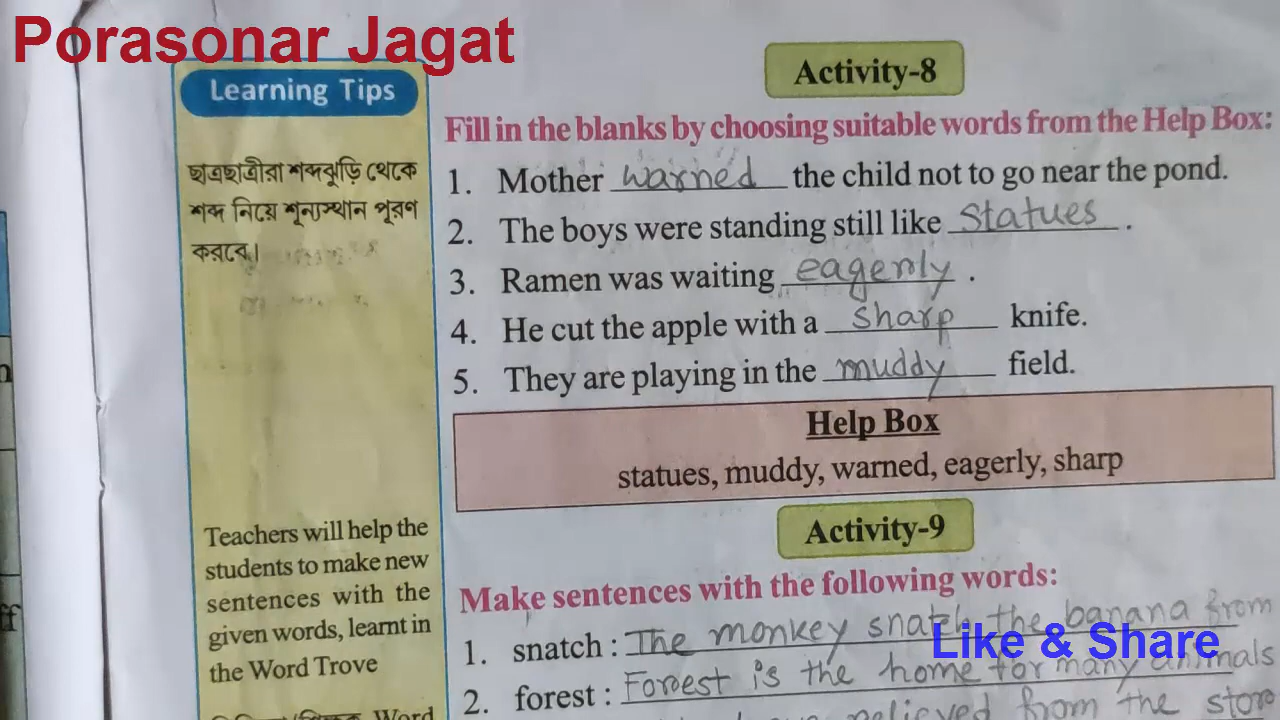 Porasonar Jagat
Learning Tips
ছাত্রছাত্রীরা শব্দঝুড়ি থেকে
শব্দ নিয়ে শূন্যস্থান পূরণ
করবে।
Teachers will help the
students to make new
sentences with the
given words, learnt in
the Word Trove
Word
Activity-8
Fill in the blanks by choosing suitable words from the Help Box:
1. Mother warned the child not to go near the pond.
2. The boys were standing still like statues.
3. Ramen was waiting eagerly.
4. He cut the apple with a sharp knife.
5. They are playing in the muddy field.
Help Box
statues, muddy, warned, eagerly, sharp
Activity-9
Make sentences with the following words:
1. snatch : The monkey snatch the banana from
Like & Share
2. forest : Forest is the home for many animals
relieved from the